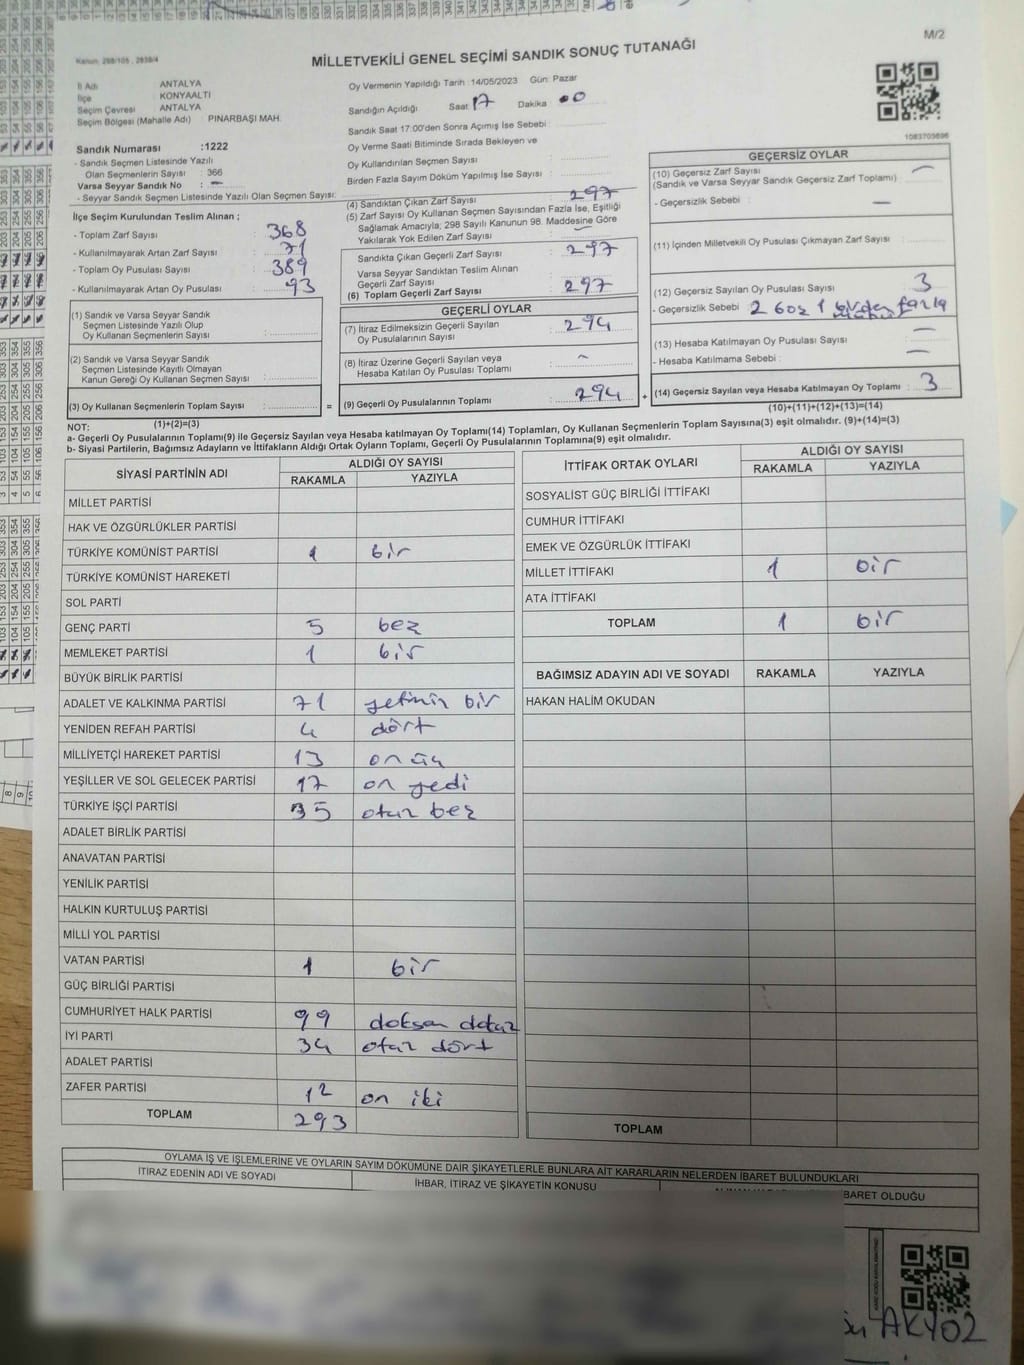 M/2
Kanun: 298/105 , 2839/4
MİLLETVEKİLİ GENEL SEÇİMİ SANDIK SONUÇ TUTANAĞI
İl Adı ANTALYA
İlçe KONYAALTI
Seçim Çevresi ANTALYA
Seçim Bölgesi (Mahalle Adı) PINARBAŞI MAH.
Oy Vermenin Yapıldığı Tarih :14/05/2023 Gün: Pazar
Sandığın Açıldığı Saat 17 Dakika 00
Sandık Saat 17:00'den Sonra Açımış İse Sebebi :
Oy Verme Saati Bitiminde Sırada Bekleyen ve
Oy Kullandırılan Seçmen Sayısı :
Birden Fazla Sayım Döküm Yapılmış İse Sayısı :
Sandık Numarası :1222
- Sandık Seçmen Listesinde Yazılı
Olan Seçmenlerin Sayısı : 366
Varsa Seyyar Sandık No : —
- Seyyar Sandık Seçmen Listesinde Yazılı Olan Seçmen Sayısı:
İlçe Seçim Kurulundan Teslim Alınan ;
- Toplam Zarf Sayısı : 368
- Kullanılmayarak Artan Zarf Sayısı : 71
- Toplam Oy Pusulası Sayısı : 389
- Kullanılmayarak Artan Oy Pusulası : 93
(1) Sandık ve Varsa Seyyar Sandık
Seçmen Listesinde Yazılı Olup
Oy Kullanan Seçmenlerin Sayısı :
(2) Sandık ve Varsa Seyyar Sandık
Seçmen Listesinde Kayıtlı Olmayan
Kanun Gereği Oy Kullanan Seçmen Sayısı :
(3) Oy Kullanan Seçmenlerin Toplam Sayısı :
(1)+(2)=(3)
(4) Sandıktan Çıkan Zarf Sayısı : 297
(5) Zarf Sayısı Oy Kullanan Seçmen Sayısından Fazla İse, Eşitliği
Sağlamak Amacıyla; 298 Sayılı Kanunun 98. Maddesine Göre
Yakılarak Yok Edilen Zarf Sayısı : —
Sandıkta Çıkan Geçerli Zarf Sayısı : 297
Varsa Seyyar Sandıktan Teslim Alınan
Geçerli Zarf Sayısı :
(6) Toplam Geçerli Zarf Sayısı : 297
GEÇERLİ OYLAR
(7) İtiraz Edilmeksizin Geçerli Sayılan
Oy Pusulalarının Sayısı : 294
(8) İtiraz Üzerine Geçerli Sayılan veya
Hesaba Katılan Oy Pusulası Toplamı : —
= (9) Geçerli Oy Pusulalarının Toplamı : 294 +
1083703696
GEÇERSİZ OYLAR
(10) Geçersiz Zarf Sayısı : —
(Sandık ve Varsa Seyyar Sandık Geçersiz Zarf Toplamı)
- Geçersizlik Sebebi : —
(11) İçinden Milletvekili Oy Pusulası Çıkmayan Zarf Sayısı :
(12) Geçersiz Sayılan Oy Pusulası Sayısı : 3
- Geçersizlik Sebebi : 2 boz 1 birden fazla
(13) Hesaba Katılmayan Oy Pusulası Sayısı : —
- Hesaba Katılmama Sebebi : —
(14) Geçersiz Sayılan veya Hesaba Katılmayan Oy Toplamı : 3
(10)+(11)+(12)+(13)=(14)
NOT:
a- Geçerli Oy Pusulalarının Toplamı(9) ile Geçersiz Sayılan veya Hesaba katılmayan Oy Toplamı(14) Toplamları, Oy Kullanan Seçmenlerin Toplam Sayısına(3) eşit olmalıdır. (9)+(14)=(3)
b- Siyasi Partilerin, Bağımsız Adayların ve İttifakların Aldığı Ortak Oyların Toplamı, Geçerli Oy Pusulalarının Toplamına(9) eşit olmalıdır.
SİYASİ PARTİNİN ADI ALDIĞI OY SAYISI
RAKAMLA YAZIYLA
MİLLET PARTİSİ
HAK VE ÖZGÜRLÜKLER PARTİSİ
TÜRKİYE KOMÜNİST PARTİSİ 1 bir
TÜRKİYE KOMÜNİST HAREKETİ
SOL PARTİ
GENÇ PARTİ 5 beş
MEMLEKET PARTİSİ 1 bir
BÜYÜK BİRLİK PARTİSİ
ADALET VE KALKINMA PARTİSİ 71 yetmiş bir
YENİDEN REFAH PARTİSİ 4 dört
MİLLİYETÇİ HAREKET PARTİSİ 13 on üç
YEŞİLLER VE SOL GELECEK PARTİSİ 17 on yedi
TÜRKİYE İŞÇİ PARTİSİ 35 otuz beş
ADALET BİRLİK PARTİSİ
ANAVATAN PARTİSİ
YENİLİK PARTİSİ
HALKIN KURTULUŞ PARTİSİ
MİLLİ YOL PARTİSİ
VATAN PARTİSİ 1 bir
GÜÇ BİRLİĞİ PARTİSİ
CUMHURİYET HALK PARTİSİ 99 doksan dokuz
İYİ PARTİ 34 otuz dört
ADALET PARTİSİ
ZAFER PARTİSİ 12 on iki
TOPLAM 293
İTTİFAK ORTAK OYLARI ALDIĞI OY SAYISI
RAKAMLA YAZIYLA
SOSYALİST GÜÇ BİRLİĞİ İTTİFAKI
CUMHUR İTTİFAKI
EMEK VE ÖZGÜRLÜK İTTİFAKI
MİLLET İTTİFAKI 1 bir
ATA İTTİFAKI
TOPLAM 1 bir
BAĞIMSIZ ADAYIN ADI VE SOYADI RAKAMLA YAZIYLA
HAKAN HALİM OKUDAN
TOPLAM
OYLAMA İŞ VE İŞLEMLERİNE VE OYLARIN SAYIM DÖKÜMÜNE DAİR ŞİKAYETLERLE BUNLARA AİT KARARLARIN NELERDEN İBARET BULUNDUKLARI
İTİRAZ EDENİN ADI VE SOYADI İHBAR, İTİRAZ VE ŞİKAYETİN KONUSU İBARET OLDUĞU
AKYOZ